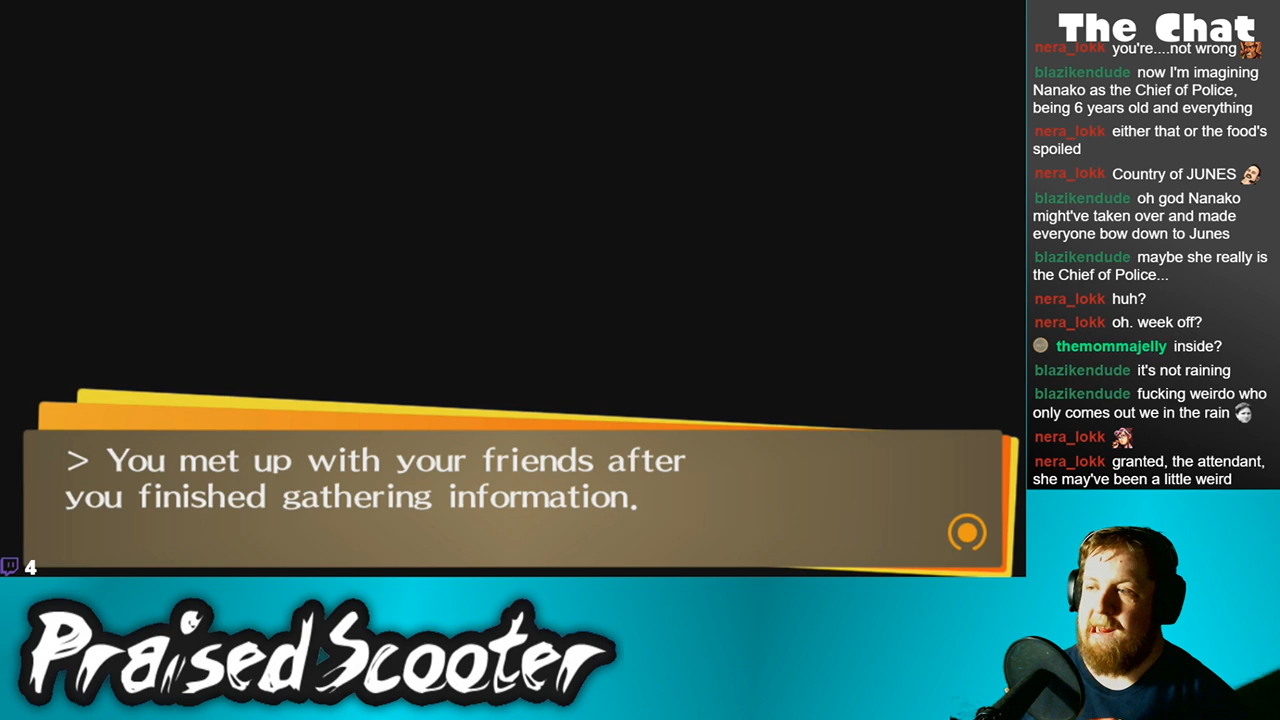 The Chat
nera_lokk you're....not wrong
blazikendude now I'm imagining
Nanako as the Chief of Police,
being 6 years old and everything
nera_lokk either that or the food's
spoiled
nera_lokk Country of JUNES
blazikendude oh god Nanako
might've taken over and made
everyone bow down to Junes
blazikendude maybe she really is
the Chief of Police...
nera_lokk huh?
nera_lokk oh. week off?
themommajelly inside?
blazikendude it's not raining
blazikendude fucking weirdo who
only comes out we in the rain
nera_lokk
nera_lokk granted, the attendant,
she may've been a little weird
> You met up with your friends after
you finished gathering information.
4
PraisedScooter